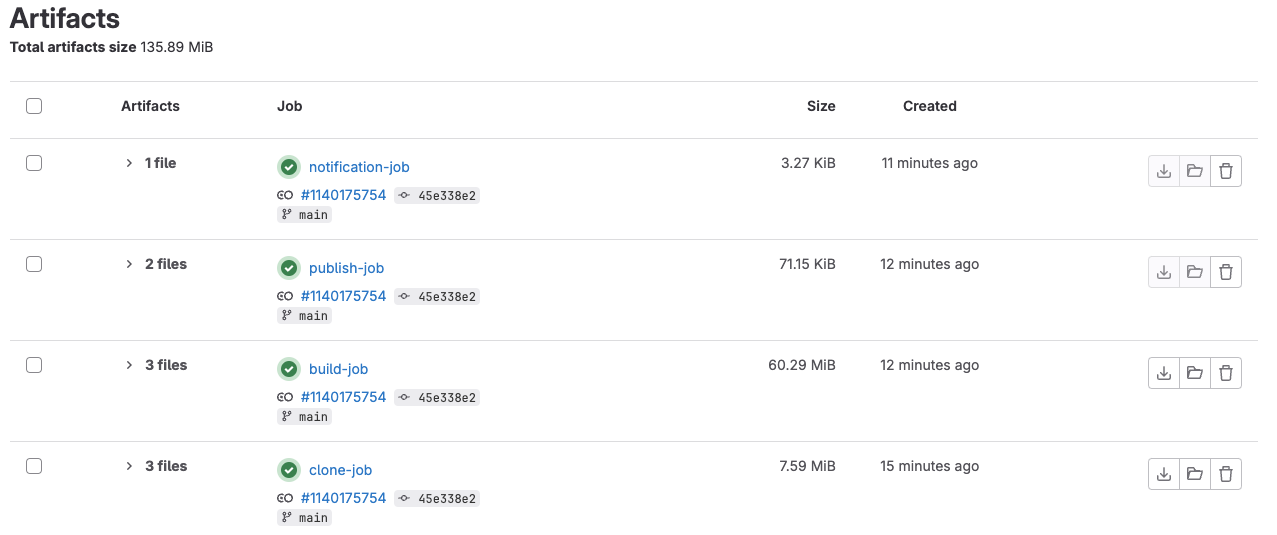 Artifacts
Total artifacts size 135.89 MiB
Artifacts Job Size Created
1 file notification-job 3.27 KiB 11 minutes ago
#1140175754 45e338e2
main
2 files publish-job 71.15 KiB 12 minutes ago
#1140175754 45e338e2
main
3 files build-job 60.29 MiB 12 minutes ago
#1140175754 45e338e2
main
3 files clone-job 7.59 MiB 15 minutes ago
#1140175754 45e338e2
main